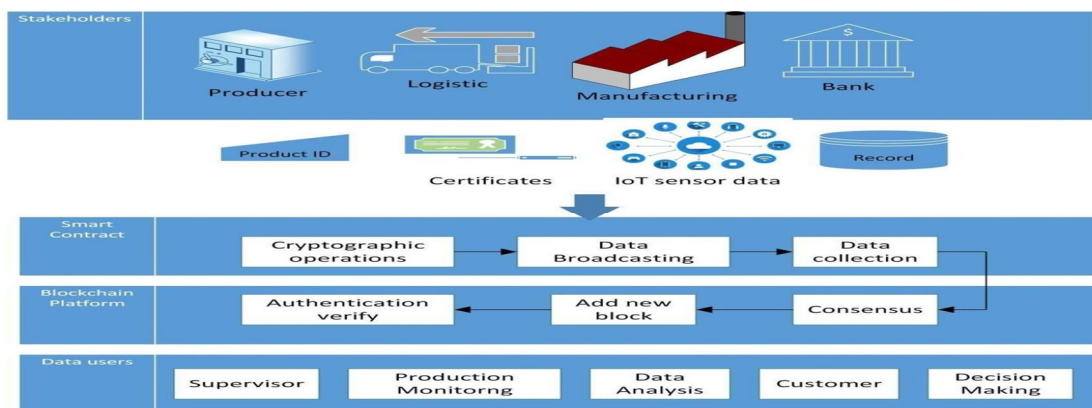 Stakeholders
Producer
Logistic
Manufacturing
$
Bank
Product ID
Certificates
IoT sensor data
Record
Smart
Contract
Cryptographic
operations
Data
Broadcasting
Data
collection
Blockchain
Platform
Authentication
verify
Add new
block
Consensus
Data users
Supervisor
Production
Monitorng
Data
Analysis
Customer
Decision
Making